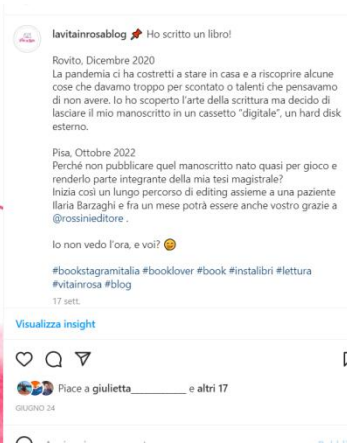 lavitainrosablog 📌 Ho scritto un libro!
Rovito, Dicembre 2020
La pandemia ci ha costretti a stare in casa e a riscoprire alcune
cose che davamo troppo per scontato o talenti che pensavamo
di non avere. Io ho scoperto l'arte della scrittura ma decido di
lasciare il mio manoscritto in un cassetto "digitale", un hard disk
esterno.
Pisa, Ottobre 2022
Perché non pubblicare quel manoscritto nato quasi per gioco e
renderlo parte integrante della mia tesi magistrale?
Inizia così un lungo percorso di editing assieme a una paziente
Ilaria Barzaghi e fra un mese potrà essere anche vostro grazie a
@rossinieditore .
Io non vedo l'ora, e voi? 😊
#bookstagramitalia #booklover #book #instalibri #lettura
#vitainrosa #blog
17 sett.
Visualizza insight
Piace a giulietta__________ e altri 17
GIUGNO 24